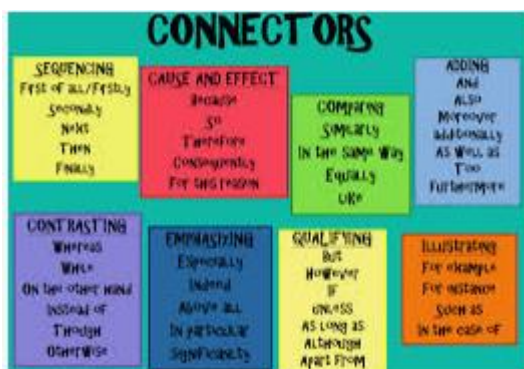 CONNECTORS
SEQUENCING
First of all/Firstly
Secondly
Next
Then
Finally
CAUSE AND EFFECT
Because
So
Therefore
Consequently
For this reason
COMPARING
Similarly
In the same way
Equally
Like
ADDING
And
Also
Moreover
Additionally
As well as
Too
Furthermore
CONTRASTING
Whereas
While
On the other hand
Instead of
Though
Otherwise
EMPHASIZING
Especially
Indeed
Above all
In particular
Significantly
QUALIFYING
But
However
If
Unless
As long as
Although
Apart from
ILLUSTRATING
For example
For instance
Such as
In the case of